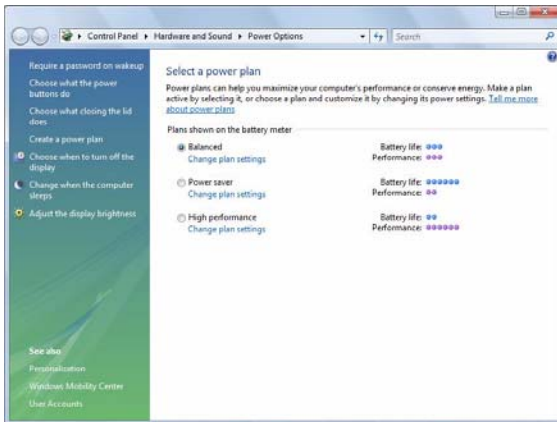 Control Panel ▸ Hardware and Sound ▸ Power Options
Search
Require a password on wakeup
Choose what the power
buttons do
Choose what closing the lid
does
Create a power plan
Choose when to turn off the
display
Change when the computer
sleeps
Adjust the display brightness
See also
Personalization
Windows Mobility Center
User Accounts
Select a power plan
Power plans can help you maximize your computer's performance or conserve energy. Make a plan
active by selecting it, or choose a plan and customize it by changing its power settings. Tell me more
about power plans
Plans shown on the battery meter
Balanced Battery life:
Change plan settings Performance:
Power saver Battery life:
Change plan settings Performance:
High performance Battery life:
Change plan settings Performance: